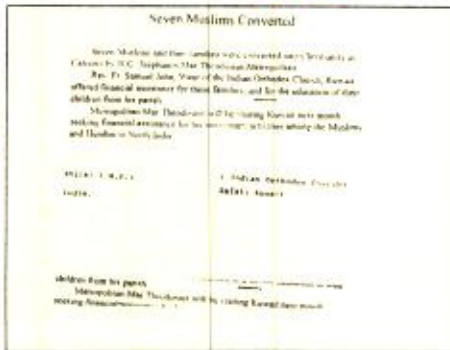 Seven Muslims Converted
Seven Muslims and their families were converted into Christianity at
by H.G. Stephanos Mar Theodosius Metropolitan
Rev. Fr. Samuel John, Vicar of the Indian Orthodox Church, Kuwait
offered financial assistance for these families, and for the education of their
children from his parish
Metropolitan Mar Theodosius will be visiting Kuwait next month
seeking financial assistance for his missionary activities among the Muslims
and Hindus in North India
Indian Orthodox
India. Kuwait
children from his parish
Metropolitan Mar Theodosius will be visiting Kuwait next month
seeking financial